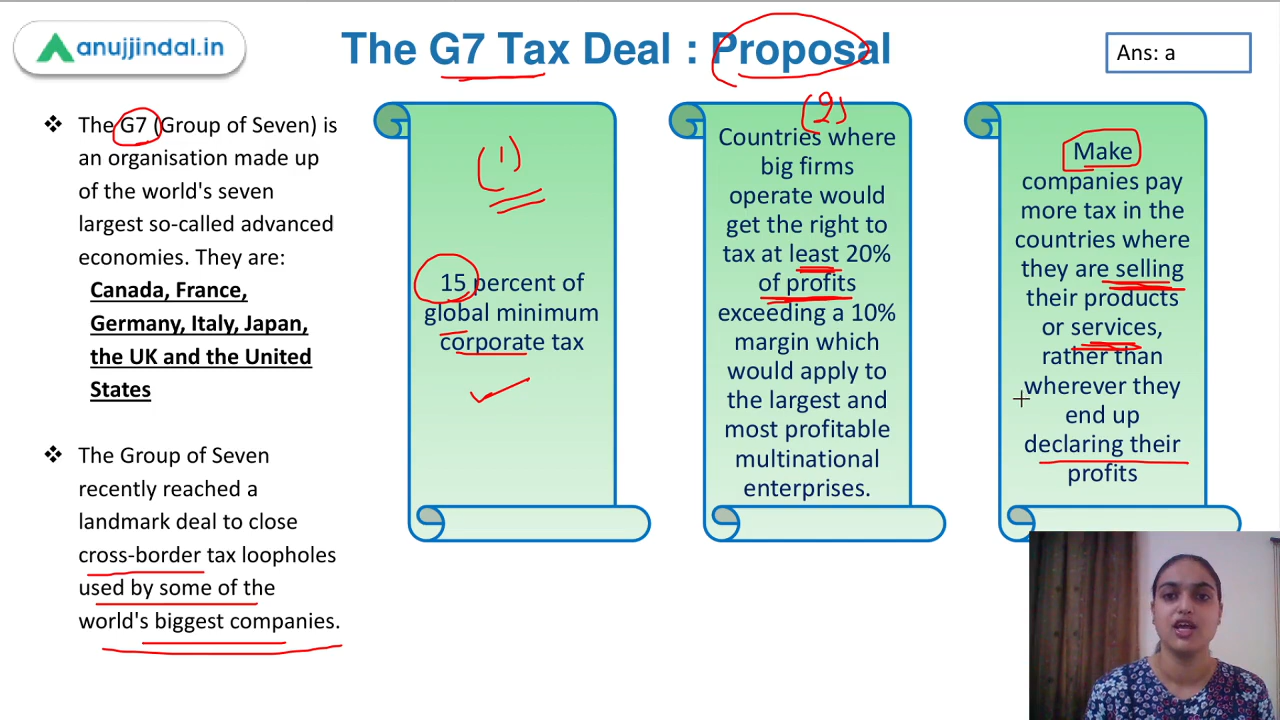 anujjindal.in
The G7 Tax Deal : Proposal
Ans: a
❖ The G7 (Group of Seven) is
an organisation made up
of the world's seven
largest so-called advanced
economies. They are:
Canada, France,
Germany, Italy, Japan,
the UK and the United
States
❖ The Group of Seven
recently reached a
landmark deal to close
cross-border tax loopholes
used by some of the
world's biggest companies.
(1)
15 percent of
global minimum
corporate tax
(2)
Countries where
big firms
operate would
get the right to
tax at least 20%
of profits
exceeding a 10%
margin which
would apply to
the largest and
most profitable
multinational
enterprises.
Make
companies pay
more tax in the
countries where
they are selling
their products
or services,
rather than
wherever they
end up
declaring their
profits